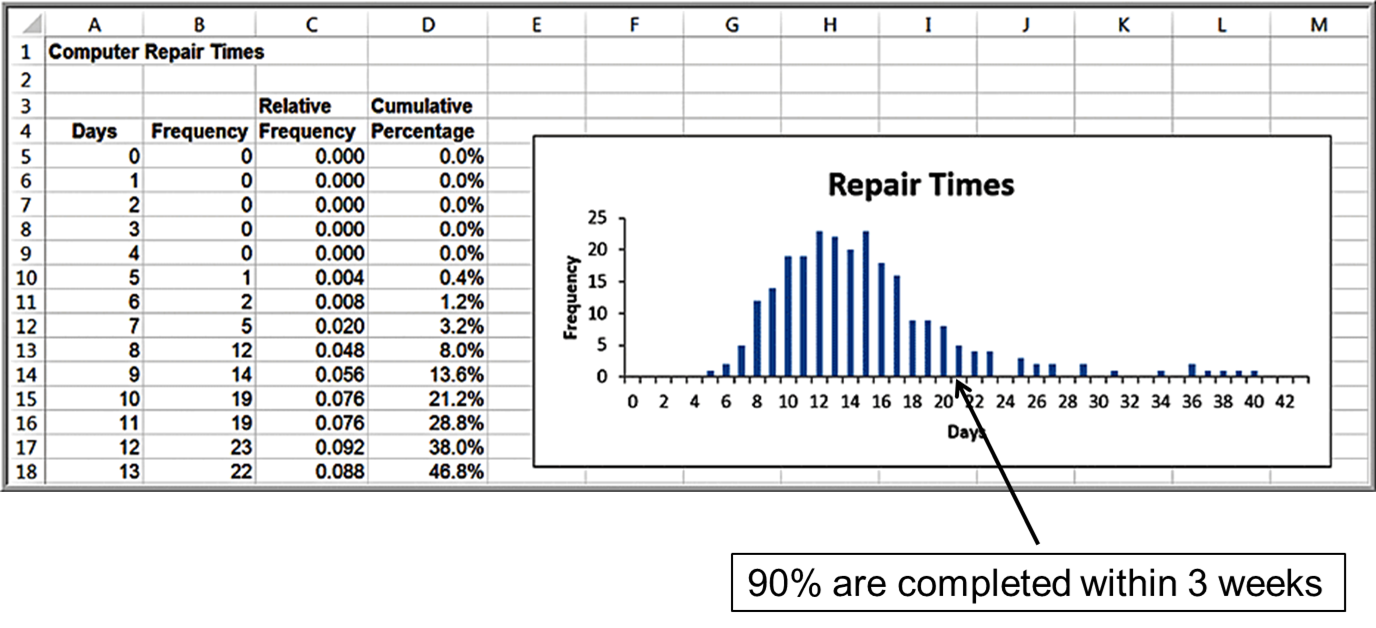 A B C D E F G H I J K L M
1 Computer Repair Times
2
3 Relative Cumulative
4 Days Frequency Frequency Percentage
5 0 0 0.000 0.0%
6 1 0 0.000 0.0%
7 2 0 0.000 0.0%
8 3 0 0.000 0.0%
9 4 0 0.000 0.0%
10 5 1 0.004 0.4%
11 6 2 0.008 1.2%
12 7 5 0.020 3.2%
13 8 12 0.048 8.0%
14 9 14 0.056 13.6%
15 10 19 0.076 21.2%
16 11 19 0.076 28.8%
17 12 23 0.092 38.0%
18 13 22 0.088 46.8%
Repair Times
25
20
15
10
5
0
Frequency
0 2 4 6 8 10 12 14 16 18 20 22 24 26 28 30 32 34 36 38 40 42
Days
90% are completed within 3 weeks